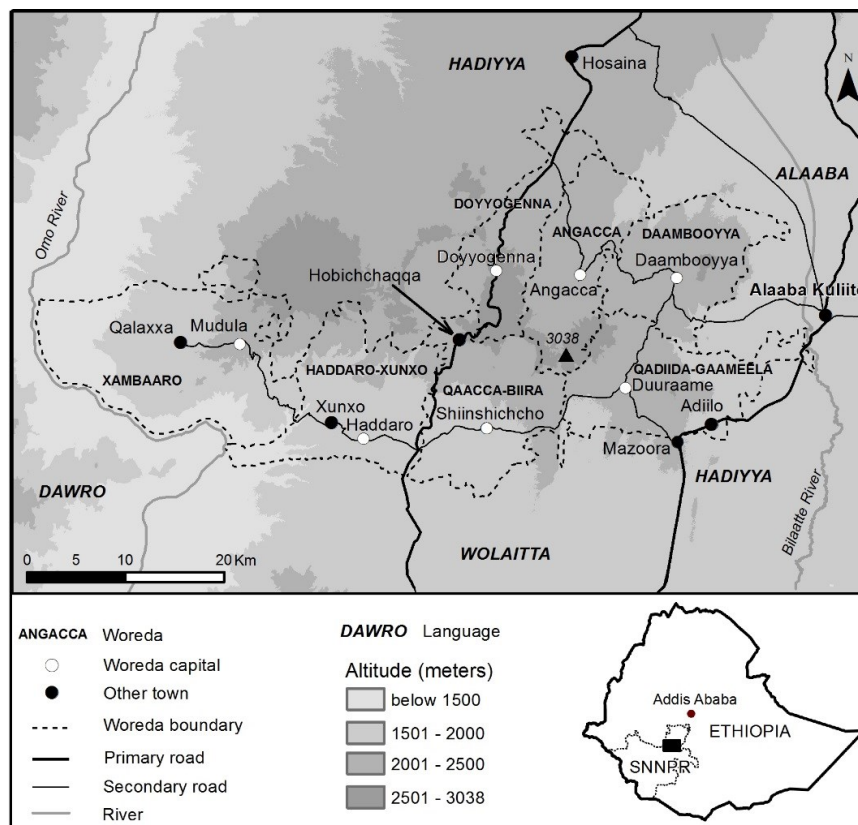 HADIYYA
Hosaina
N
ALAABA
Omo River
DOYYOGENNA
ANGACCA
DAAMBOOYYA
Doyyogenna
Daambooyya
Hobichchaqqa
Angacca
Alaaba Kuliito
Qalaxxa
Mudula
3038
XAMBAARO
HADDARO-XUNXO
QAACCA-BIIRA
QADIIDA-GAAMEELA
Duuraame
Xunxo
Haddaro
Shiinshichcho
Adiilo
Mazoora
HADIYYA
DAWRO
Bilaatte River
WOLAITTA
0 5 10 20 Km
ANGACCA Woreda
Woreda capital
Other town
Woreda boundary
Primary road
Secondary road
River
DAWRO Language
Altitude (meters)
below 1500
1501 - 2000
2001 - 2500
2501 - 3038
Addis Ababa
ETHIOPIA
SNNPR